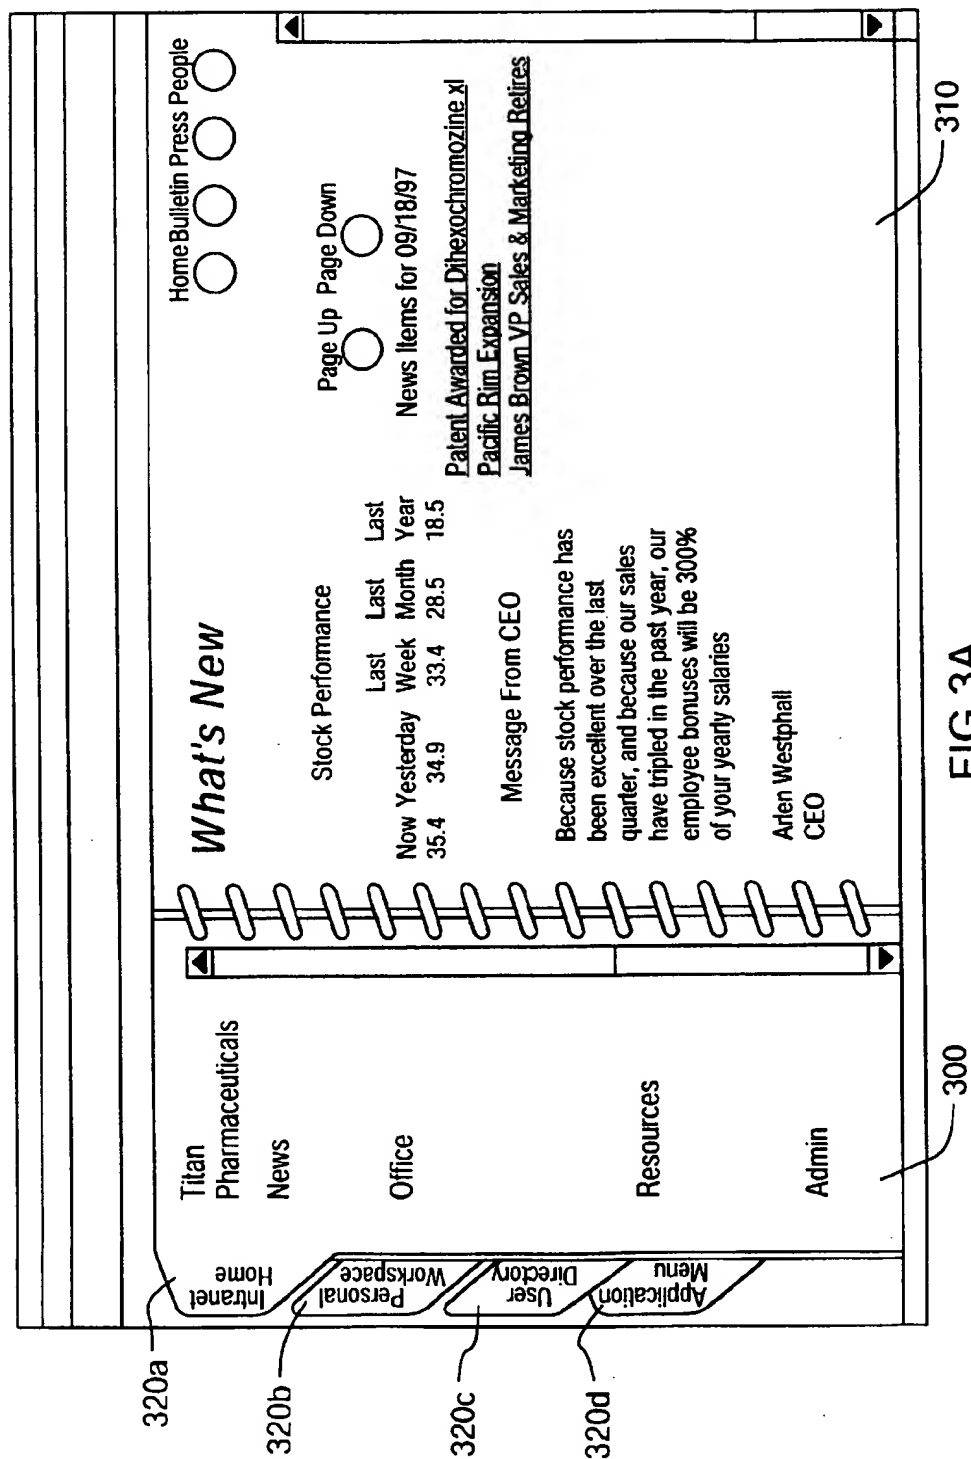 What's New
Home Bulletin Press People
Stock Performance
Page Up Page Down
Last Last Last
Now Yesterday Week Month Year
35.4 34.9 33.4 28.5 18.5
News Items for 09/18/97
Patent Awarded for Dihexochromozine xl
Pacific Rim Expansion
James Brown VP Sales & Marketing Retires
Message From CEO
Because stock performance has
been excellent over the last
quarter, and because our sales
have tripled in the past year, our
employee bonuses will be 300%
of your yearly salaries
Arlen Westphall
CEO
Titan
Pharmaceuticals
News
Office
Resources
Admin
Intranet
Home
Personal
Workspace
User
Directory
Application
Menu
320a
320b
320c
320d
300
310
FIG.3A